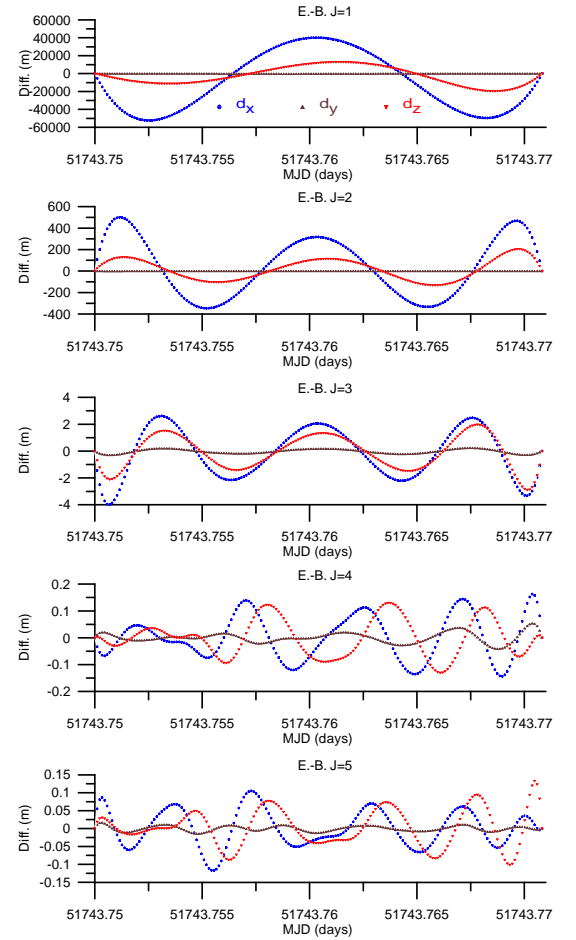 E.-B. J=1
60000
40000
20000
0
-20000
-40000
-60000
Diff. (m)
dx dy dz
51743.75 51743.755 51743.76 51743.765 51743.77
MJD (days)
E.-B. J=2
600
400
200
0
-200
-400
Diff. (m)
51743.75 51743.755 51743.76 51743.765 51743.77
MJD (days)
E.-B. J=3
4
2
0
-2
-4
Diff. (m)
51743.75 51743.755 51743.76 51743.765 51743.77
MJD (days)
E.-B. J=4
0.2
0.1
0
-0.1
-0.2
Diff. (m)
51743.75 51743.755 51743.76 51743.765 51743.77
MJD (days)
E.-B. J=5
0.15
0.1
0.05
0
-0.05
-0.1
-0.15
Diff. (m)
51743.75 51743.755 51743.76 51743.765 51743.77
MJD (days)